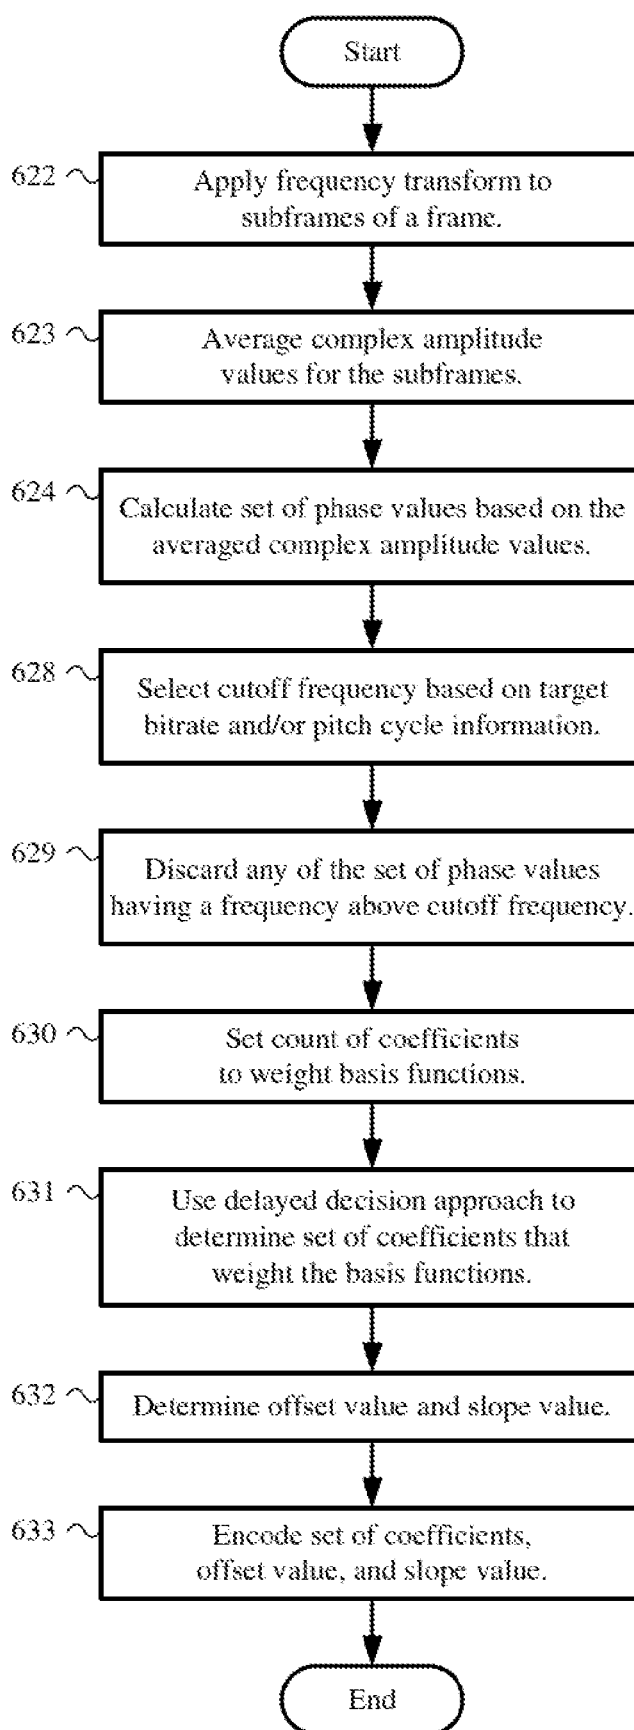 Start
622
Apply frequency transform to
subframes of a frame.
623
Average complex amplitude
values for the subframes.
624
Calculate set of phase values based on the
averaged complex amplitude values.
628
Select cutoff frequency based on target
bitrate and/or pitch cycle information.
629
Discard any of the set of phase values
having a frequency above cutoff frequency.
630
Set count of coefficients
to weight basis functions.
631
Use delayed decision approach to
determine set of coefficients that
weight the basis functions.
632
Determine offset value and slope value.
633
Encode set of coefficients,
offset value, and slope value.
End